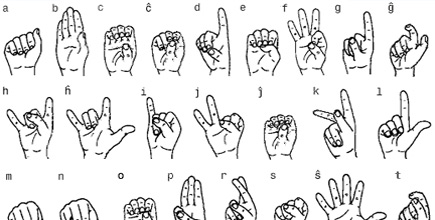 a b c ĉ d e f g ĝ
h ĥ i j ĵ k l
m n o p r s ŝ t